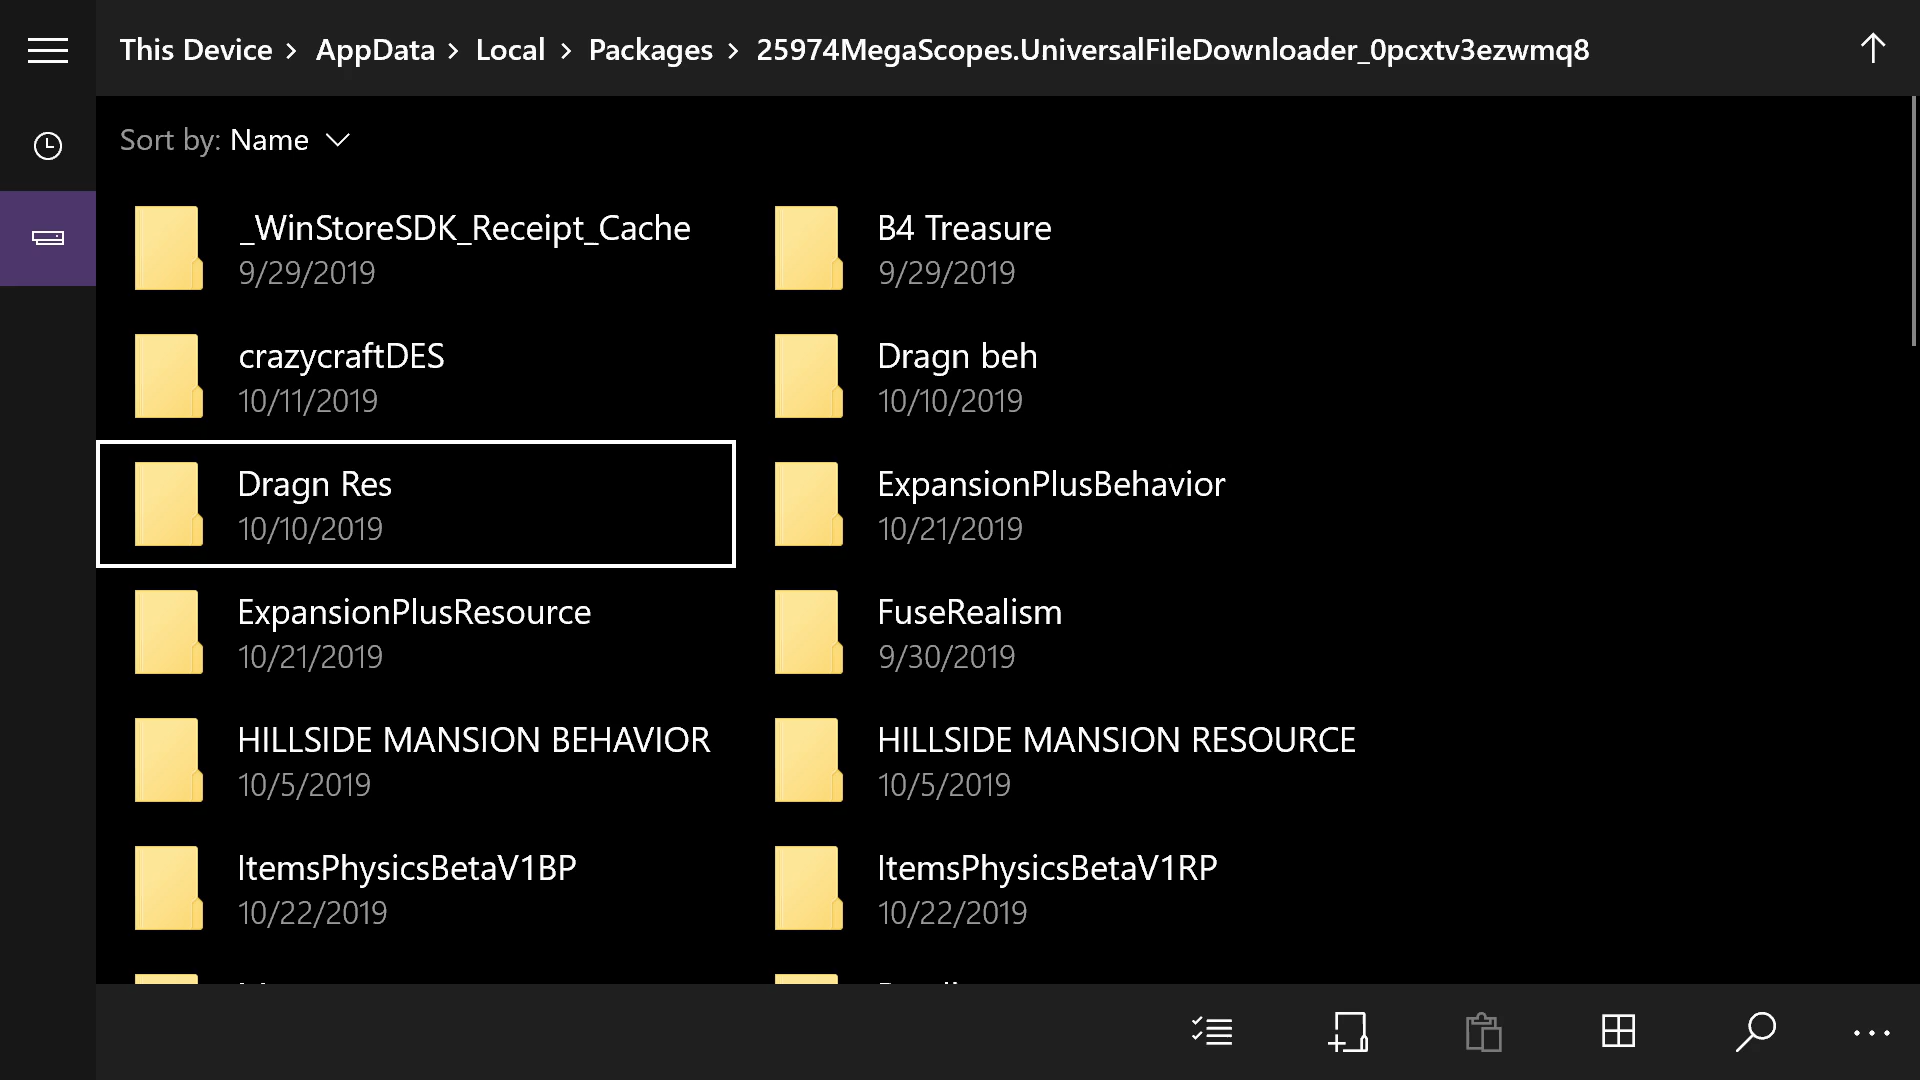 This Device > AppData > Local > Packages > 25974MegaScopes.UniversalFileDownloader_0pcxtv3ezwmq8
Sort by: Name
_WinStoreSDK_Receipt_Cache
9/29/2019
B4 Treasure
9/29/2019
crazycraftDES
10/11/2019
Dragn beh
10/10/2019
Dragn Res
10/10/2019
ExpansionPlusBehavior
10/21/2019
ExpansionPlusResource
10/21/2019
FuseRealism
9/30/2019
HILLSIDE MANSION BEHAVIOR
10/5/2019
HILLSIDE MANSION RESOURCE
10/5/2019
ItemsPhysicsBetaV1BP
10/22/2019
ItemsPhysicsBetaV1RP
10/22/2019